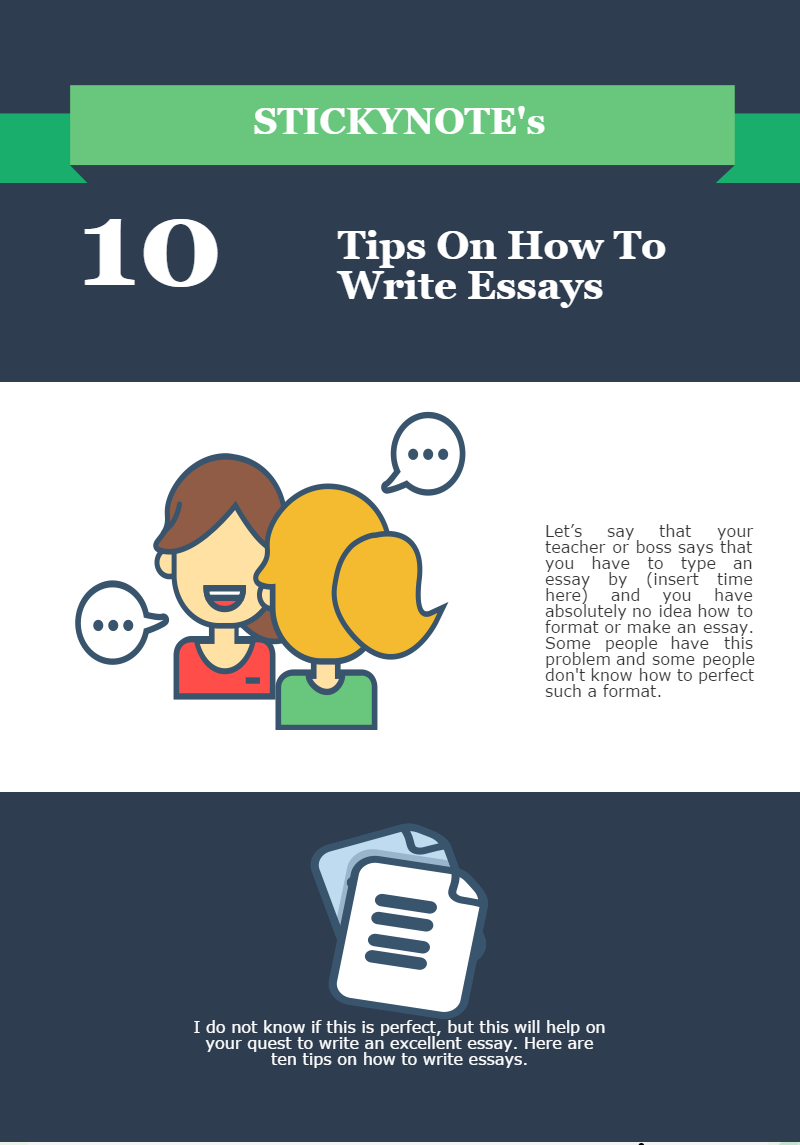 STICKYNOTE's
10
Tips On How To
Write Essays
Let’s say that your
teacher or boss says that
you have to type an
essay by (insert time
here) and you have
absolutely no idea how to
format or make an essay.
Some people have this
problem and some people
don't know how to perfect
such a format.
I do not know if this is perfect, but this will help on
your quest to write an excellent essay. Here are
ten tips on how to write essays.